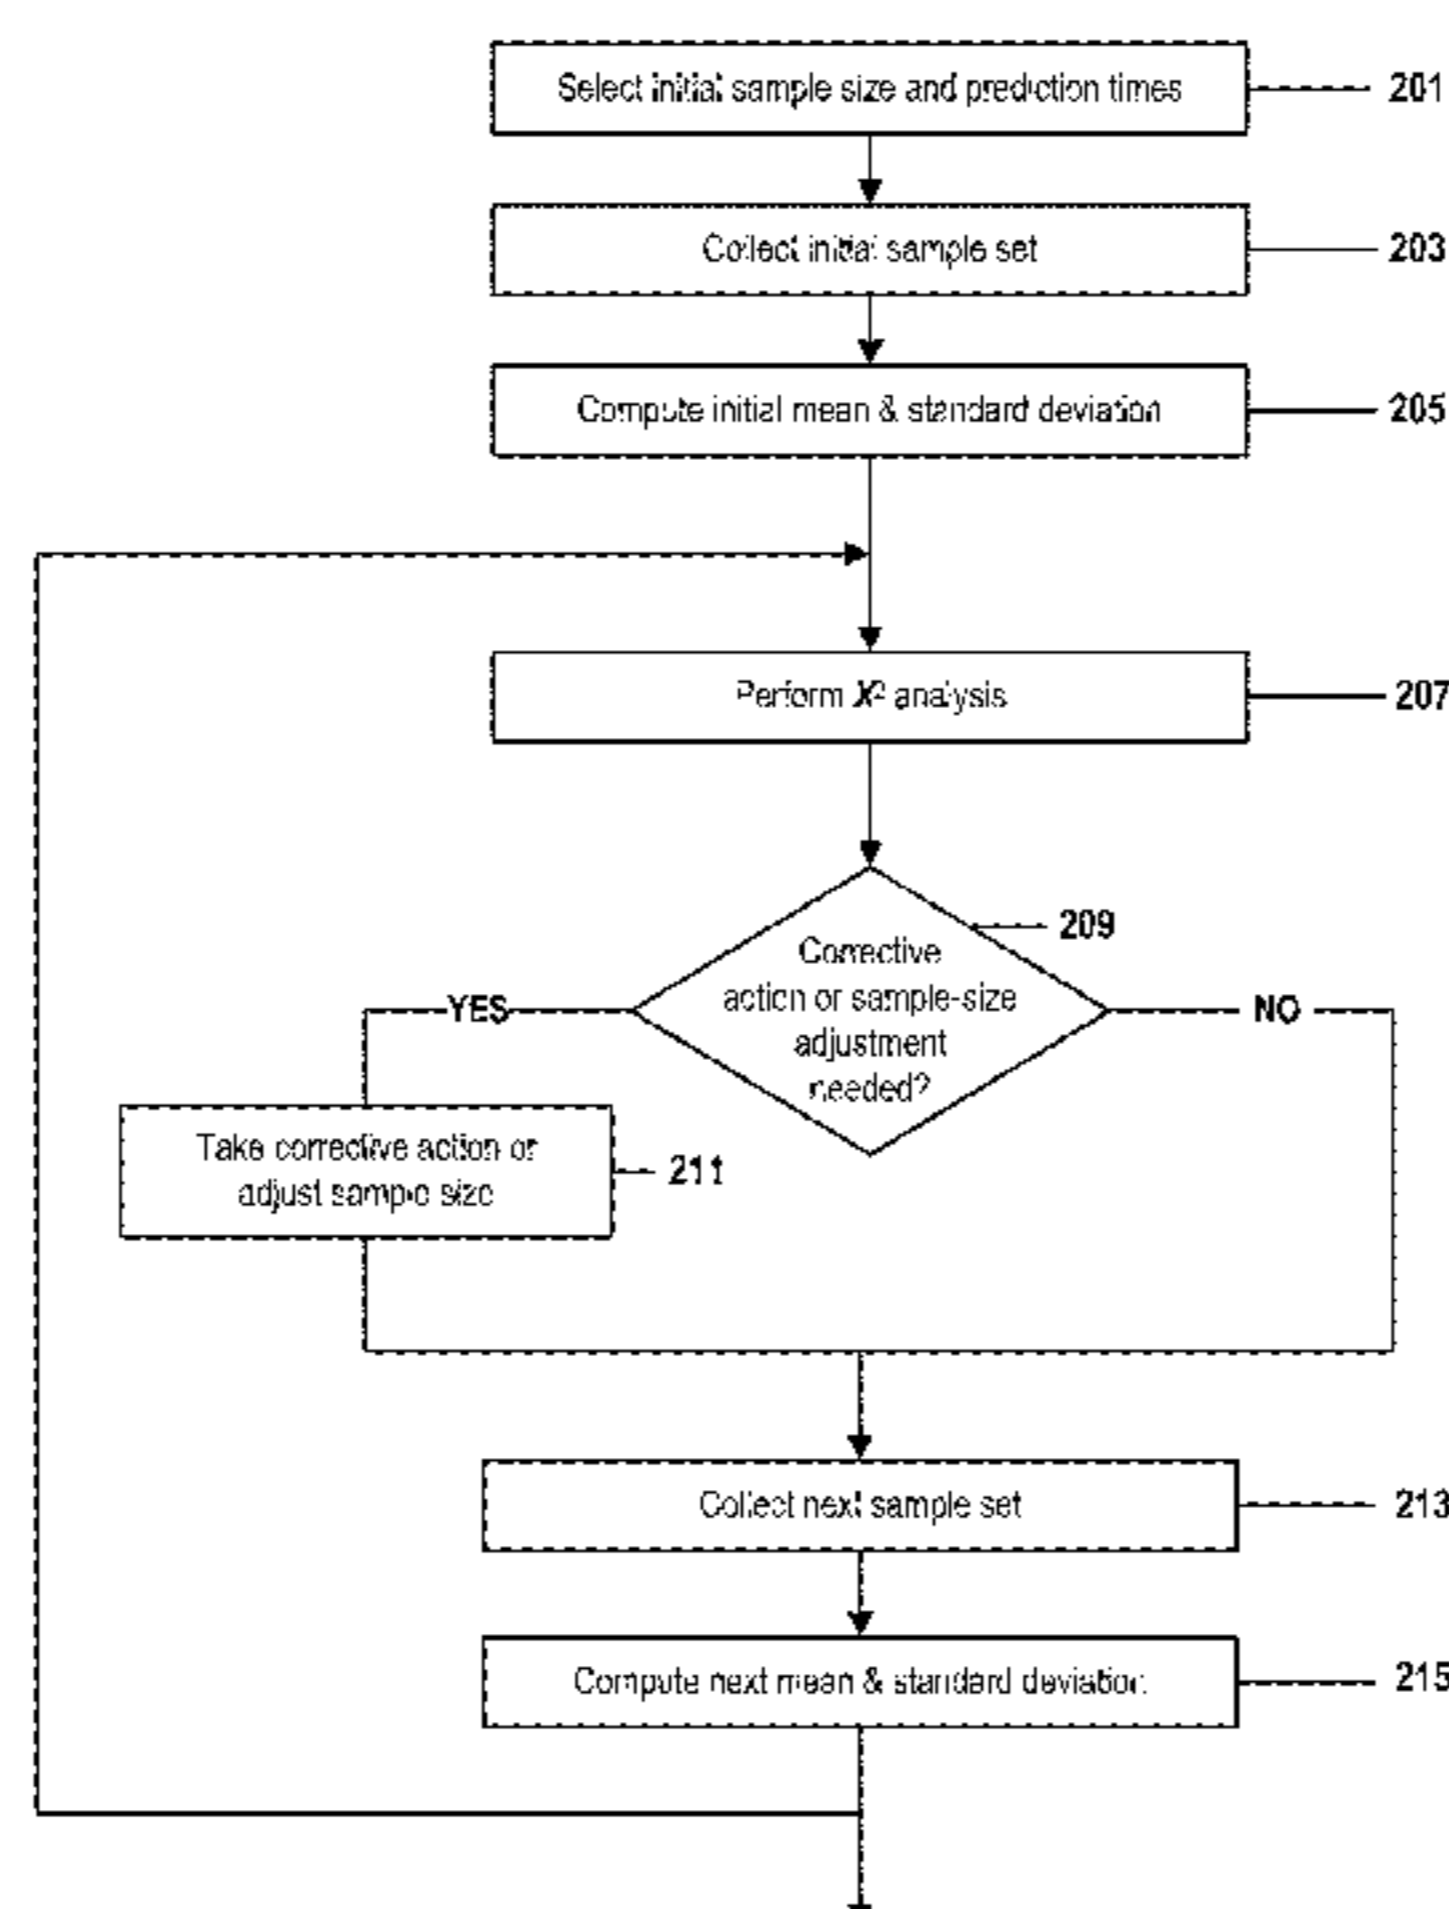 Select initial sample size and prediction times
201
Collect initial sample set
203
Compute initial mean & standard deviation
205
Perform X² analysis
207
209
Corrective
action or sample-size
adjustment
needed?
YES
NO
Take corrective action or
adjust sample size
211
Collect next sample set
213
Compute next mean & standard deviation
215